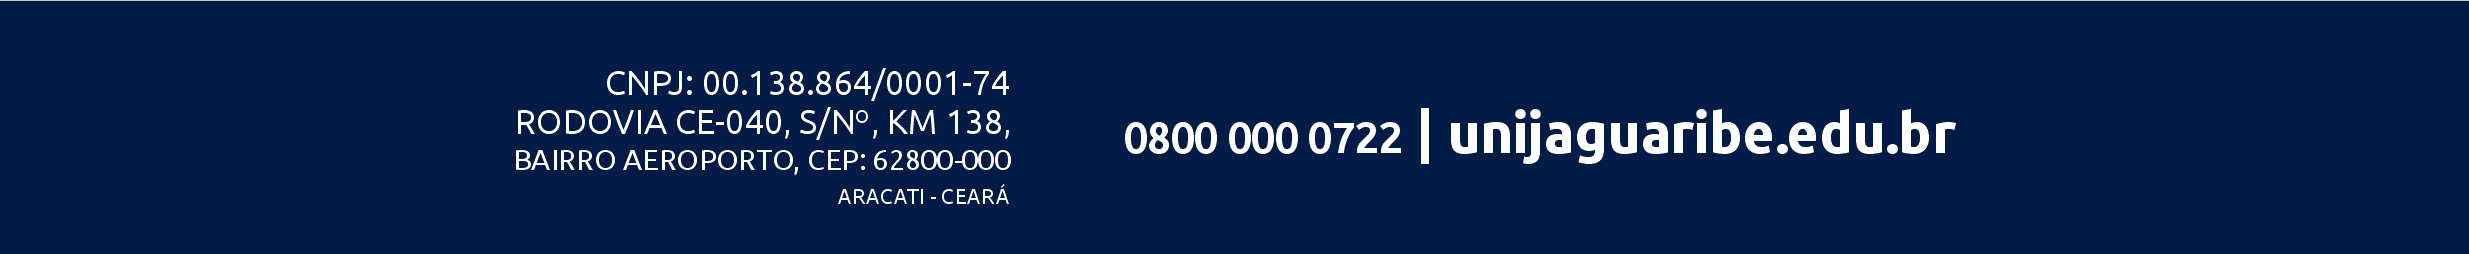 CNPJ: 00.138.864/0001-74
RODOVIA CE-040, S/Nº, KM 138,
BAIRRO AEROPORTO, CEP: 62800-000
ARACATI - CEARÁ
0800 000 0722 | unijaguaribe.edu.br